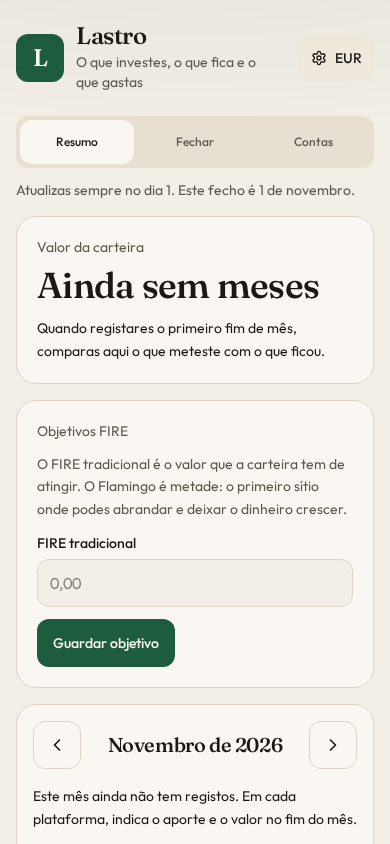 L
Lastro
O que investes, o que fica e o
que gastas
EUR
Resumo
Fechar
Contas
Atualizas sempre no dia 1. Este fecho é 1 de novembro.
Valor da carteira
Ainda sem meses
Quando registares o primeiro fim de mês,
comparas aqui o que meteste com o que ficou.
Objetivos FIRE
O FIRE tradicional é o valor que a carteira tem de
atingir. O Flamingo é metade: o primeiro sítio
onde podes abrandar e deixar o dinheiro crescer.
FIRE tradicional
0,00
Guardar objetivo
Novembro de 2026
Este mês ainda não tem registos. Em cada
plataforma, indica o aporte e o valor no fim do mês.